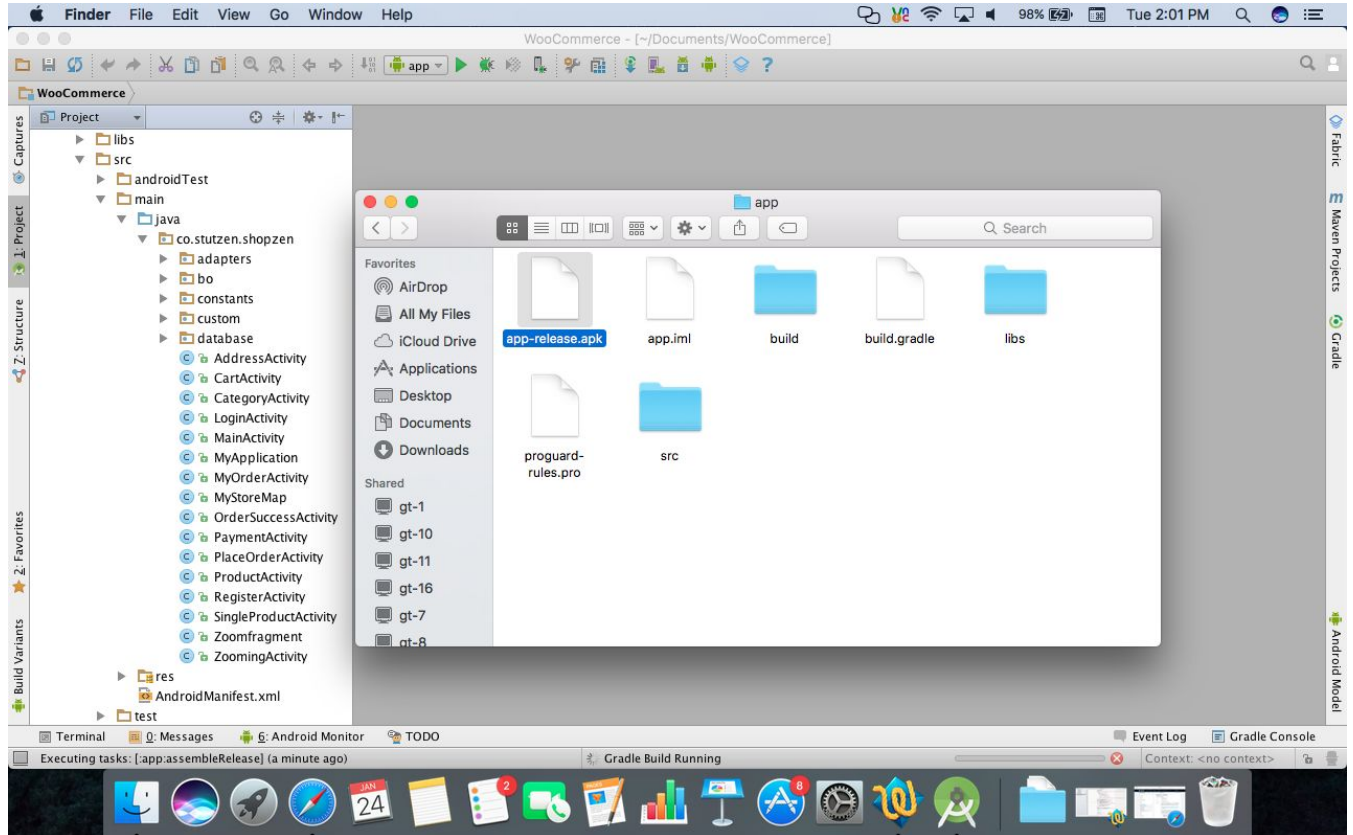 Finder File Edit View Go Window Help 98% Tue 2:01 PM
WooCommerce - [~/Documents/WooCommerce]
app
WooCommerce
Project
libs
src
androidTest
main
java
co.stutzen.shopzen
adapters
bo
constants
custom
database
AddressActivity
CartActivity
CategoryActivity
LoginActivity
MainActivity
MyApplication
MyOrderActivity
MyStoreMap
OrderSuccessActivity
PaymentActivity
PlaceOrderActivity
ProductActivity
RegisterActivity
SingleProductActivity
Zoomfragment
ZoomingActivity
res
AndroidManifest.xml
test
Captures
1: Project
7: Structure
2: Favorites
Build Variants
app
Search
Favorites
AirDrop
All My Files
iCloud Drive
Applications
Desktop
Documents
Downloads
Shared
gt-1
gt-10
gt-11
gt-16
gt-7
gt-8
app-release.apk app.iml build build.gradle libs
proguard-
rules.pro
src
Fabric
Maven Projects
Gradle
Android Model
Terminal 0: Messages 6: Android Monitor TODO Event Log Gradle Console
Executing tasks: [:app:assembleRelease] (a minute ago) Gradle Build Running Context: <no context>
JAN
24
2
8